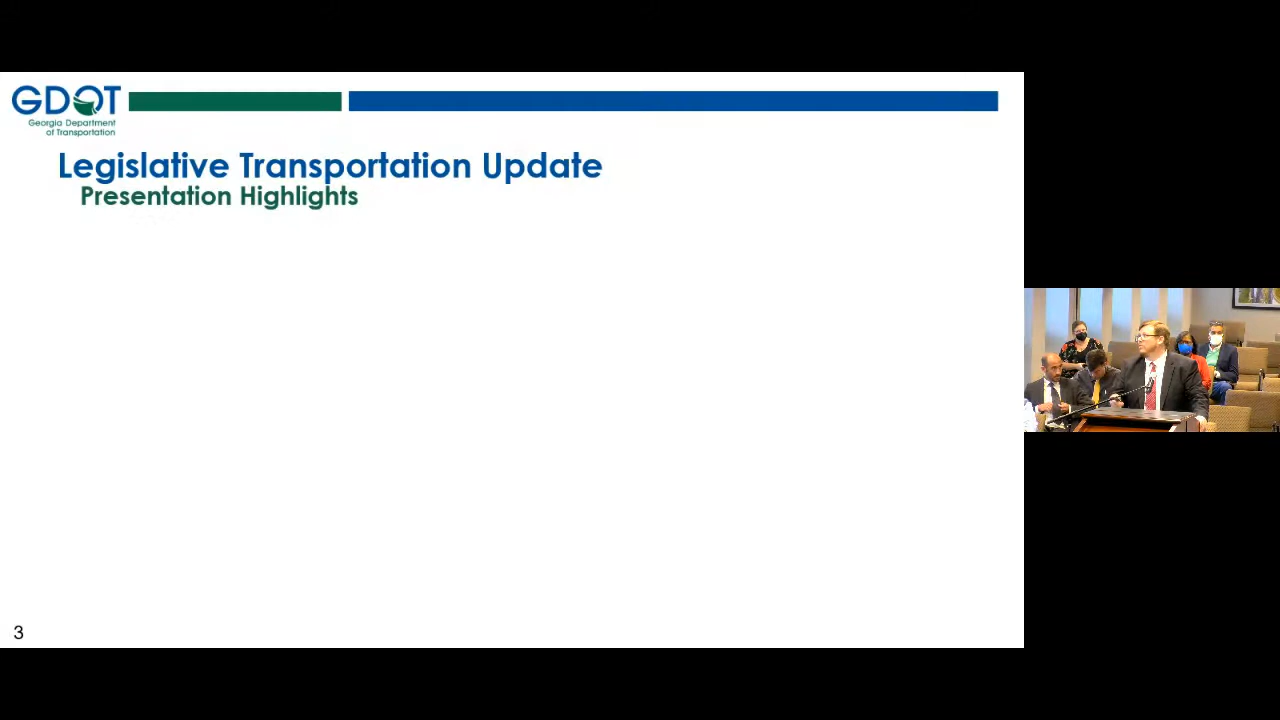 GDOT
Georgia Department
of Transportation
Legislative Transportation Update
Presentation Highlights
3